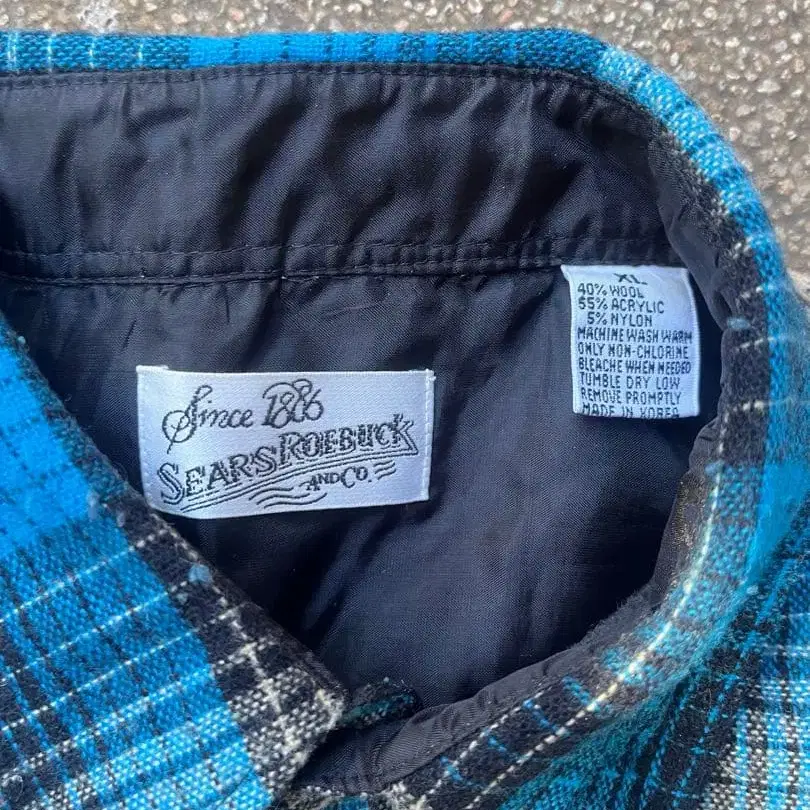 Since 1886
SEARS ROEBUCK
AND CO.
XL
40% WOOL
55% ACRYLIC
5% NYLON
MACHINE WASH WARM
ONLY NON-CHLORINE
BLEACHE WHEN NEEDED
TUMBLE DRY LOW
REMOVE PROMPTLY
MADE IN KOREA